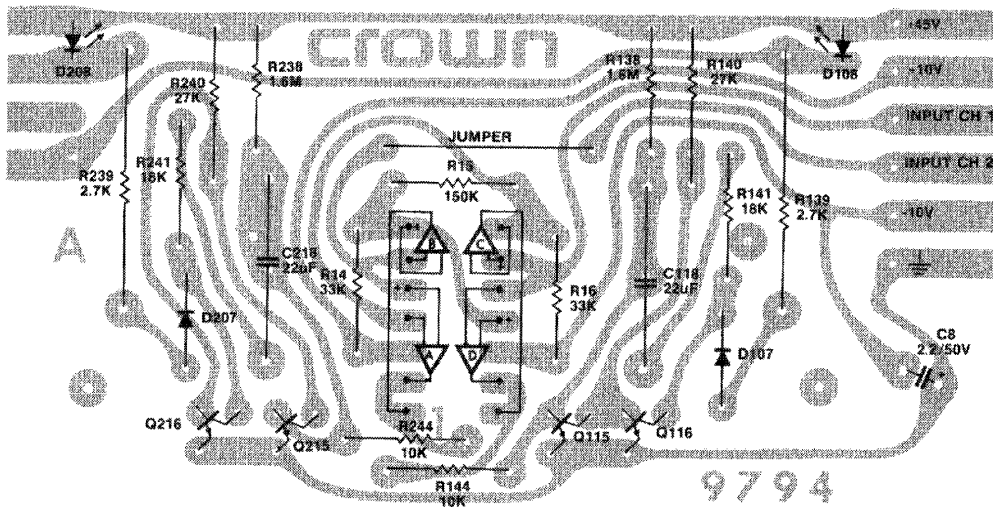 crown
+45V
D208
R238
1.6M
R138
1.6M
R140
27K
D108
-10V
R240
27K
INPUT CH 1
JUMPER
R239
2.7K
R241
18K
R15
150K
INPUT CH 2
R141
18K
R139
2.7K
-10V
A
B
C
C218
22uF
R14
33K
R16
33K
C118
22uF
D207
A
D
D107
C8
2.2/50V
Q216
Q215
R244
10K
Q115
Q116
R144
10K
9794